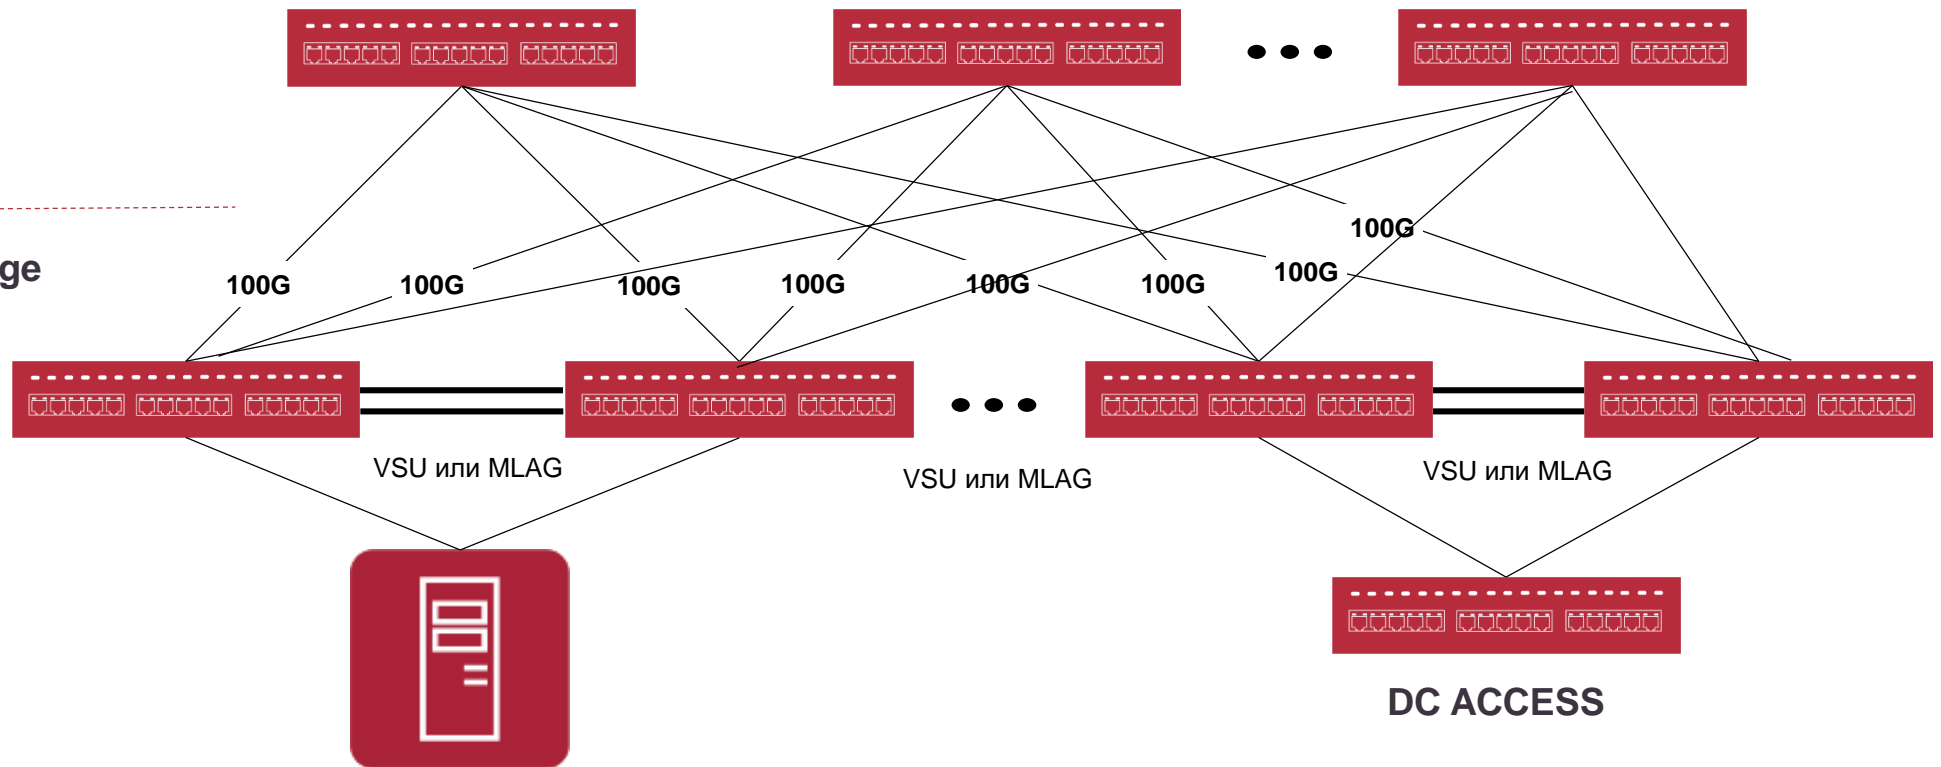 100G
ge
100G
100G
100G
100G
100G
100G
100G
VSU или MLAG
VSU или MLAG
VSU или MLAG
DC ACCESS